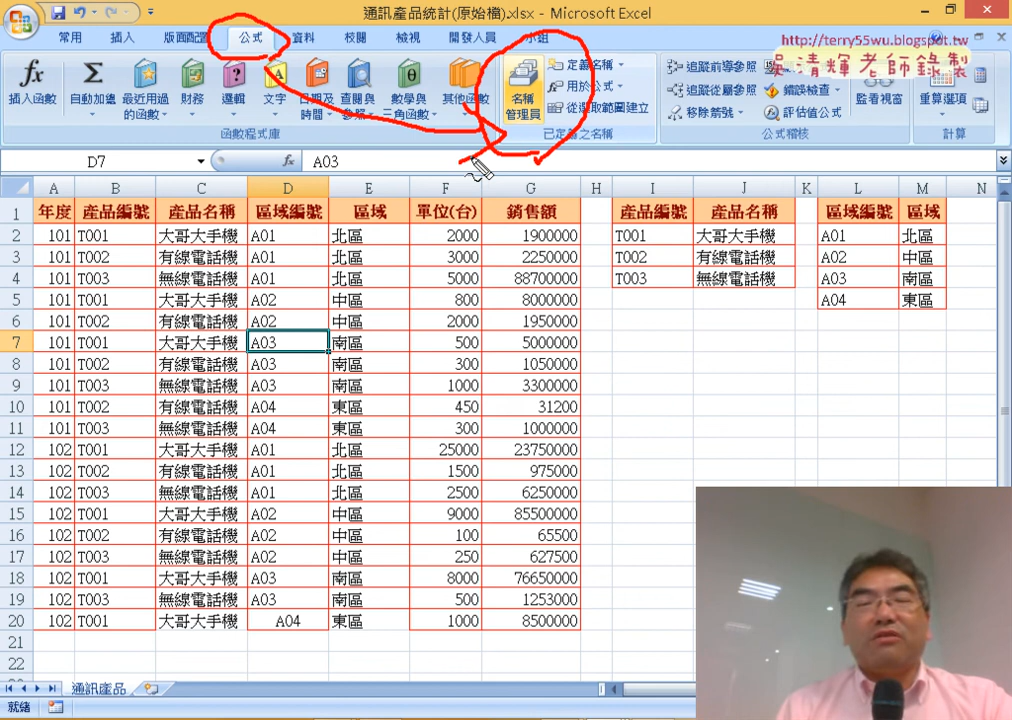 通訊產品統計(原始檔).xlsx - Microsoft Excel
常用 插入 版面配置 公式 資料 校閱 檢視 開發人員 小組
http://terry55wu.blogspot.tw
吳清輝老師錄製
插入函數 自動加總 最近用過的函數 財務 邏輯 文字 日期及時間 查閱與參照 數學與三角函數 其他函數
函數程式庫
名稱管理員 定義名稱 用於公式 從選取範圍建立
已定義之名稱
追蹤前導參照 追蹤從屬參照 移除箭號 錯誤檢查 評估值公式 監看視窗
公式稽核
重算選項
計算
D7 fx A03
A B C D E F G H I J K L M N
1 年度 產品編號 產品名稱 區域編號 區域 單位(台) 銷售額 產品編號 產品名稱 區域編號 區域
2 101 T001 大哥大手機 A01 北區 2000 1900000 T001 大哥大手機 A01 北區
3 101 T002 有線電話機 A01 北區 3000 2250000 T002 有線電話機 A02 中區
4 101 T003 無線電話機 A01 北區 5000 88700000 T003 無線電話機 A03 南區
5 101 T001 大哥大手機 A02 中區 800 8000000 A04 東區
6 101 T002 有線電話機 A02 中區 2000 1950000
7 101 T001 大哥大手機 A03 南區 500 5000000
8 101 T002 有線電話機 A03 南區 300 1050000
9 101 T003 無線電話機 A03 南區 1000 3300000
10 101 T002 有線電話機 A04 東區 450 31200
11 101 T003 無線電話機 A04 東區 300 1000000
12 102 T001 大哥大手機 A01 北區 25000 23750000
13 102 T002 有線電話機 A01 北區 1500 975000
14 102 T003 無線電話機 A01 北區 2500 6250000
15 102 T001 大哥大手機 A02 中區 9000 85500000
16 102 T002 有線電話機 A02 中區 100 65500
17 102 T003 無線電話機 A02 中區 250 627500
18 102 T001 大哥大手機 A03 南區 8000 76650000
19 102 T003 無線電話機 A03 南區 500 1253000
20 102 T001 大哥大手機 A04 東區 1000 8500000
21
22
通訊產品
就緒